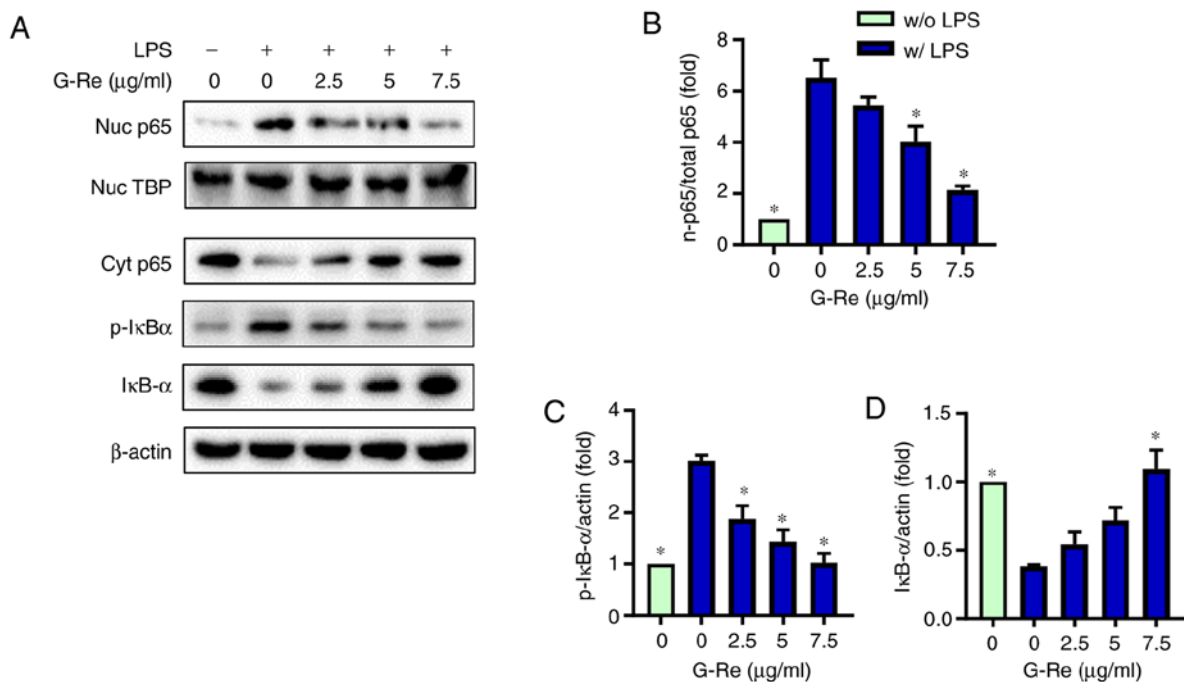 A
LPS − + + + +
G-Re (μg/ml) 0 0 2.5 5 7.5
Nuc p65
Nuc TBP
Cyt p65
p-IκBα
IκB-α
β-actin
B
w/o LPS
w/ LPS
n-p65/total p65 (fold)
8
6
4
2
0
* * *
0 0 2.5 5 7.5
G-Re (μg/ml)
C
p-IκB-α/actin (fold)
4
3
2
1
0
* * * *
0 0 2.5 5 7.5
G-Re (μg/ml)
D
IκB-α/actin (fold)
1.5
1.0
0.5
0.0
* *
0 0 2.5 5 7.5
G-Re (μg/ml)